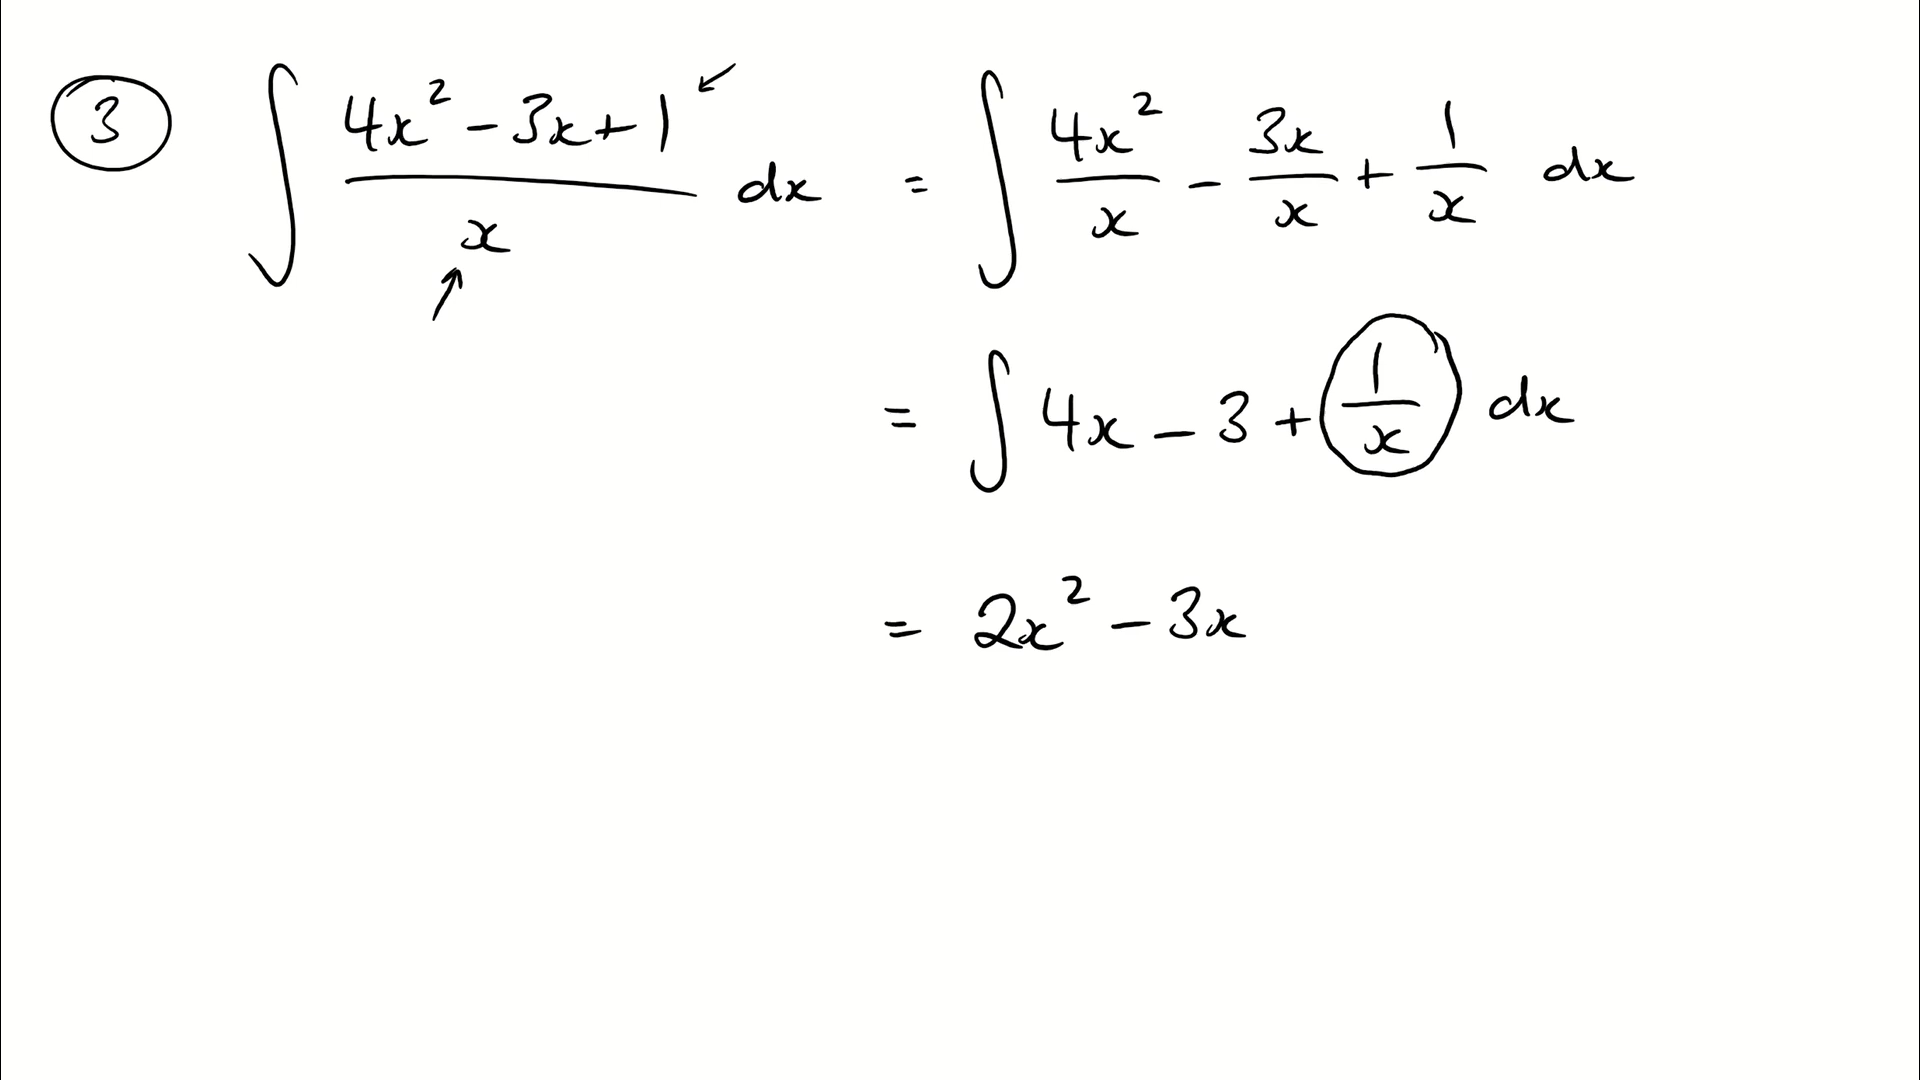 ③ ∫ (4x² - 3x + 1)/x dx = ∫ 4x²/x - 3x/x + 1/x dx
= ∫ 4x - 3 + 1/x dx
= 2x² - 3x